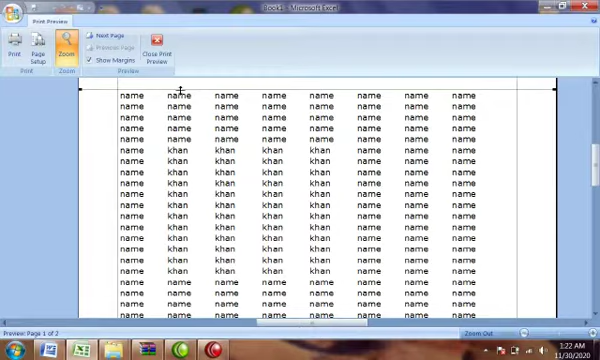 Book1 - Microsoft Excel
Print Preview
Print
Page Setup
Zoom
Next Page
Previous Page
Show Margins
Close Print Preview
Print
Zoom
Preview
name name name name name name name name
name name name name name name name name
name name name name name name name name
name name name name name name name name
name name name name name name name name
name khan khan khan khan name name name
name khan khan khan khan name name name
name khan khan khan khan name name name
name khan khan khan khan name name name
name khan khan khan khan name name name
name khan khan khan khan name name name
name khan khan khan khan name name name
name khan khan khan khan name name name
name khan khan khan khan name name name
name khan khan khan khan name name name
name khan khan khan khan name name name
name khan khan khan khan name name name
name name name name name name name name
name name name name name name name name
name name name name name name name name
name name name name name name name name
Preview: Page 1 of 2
Zoom Out
1:22 AM
11/30/2020